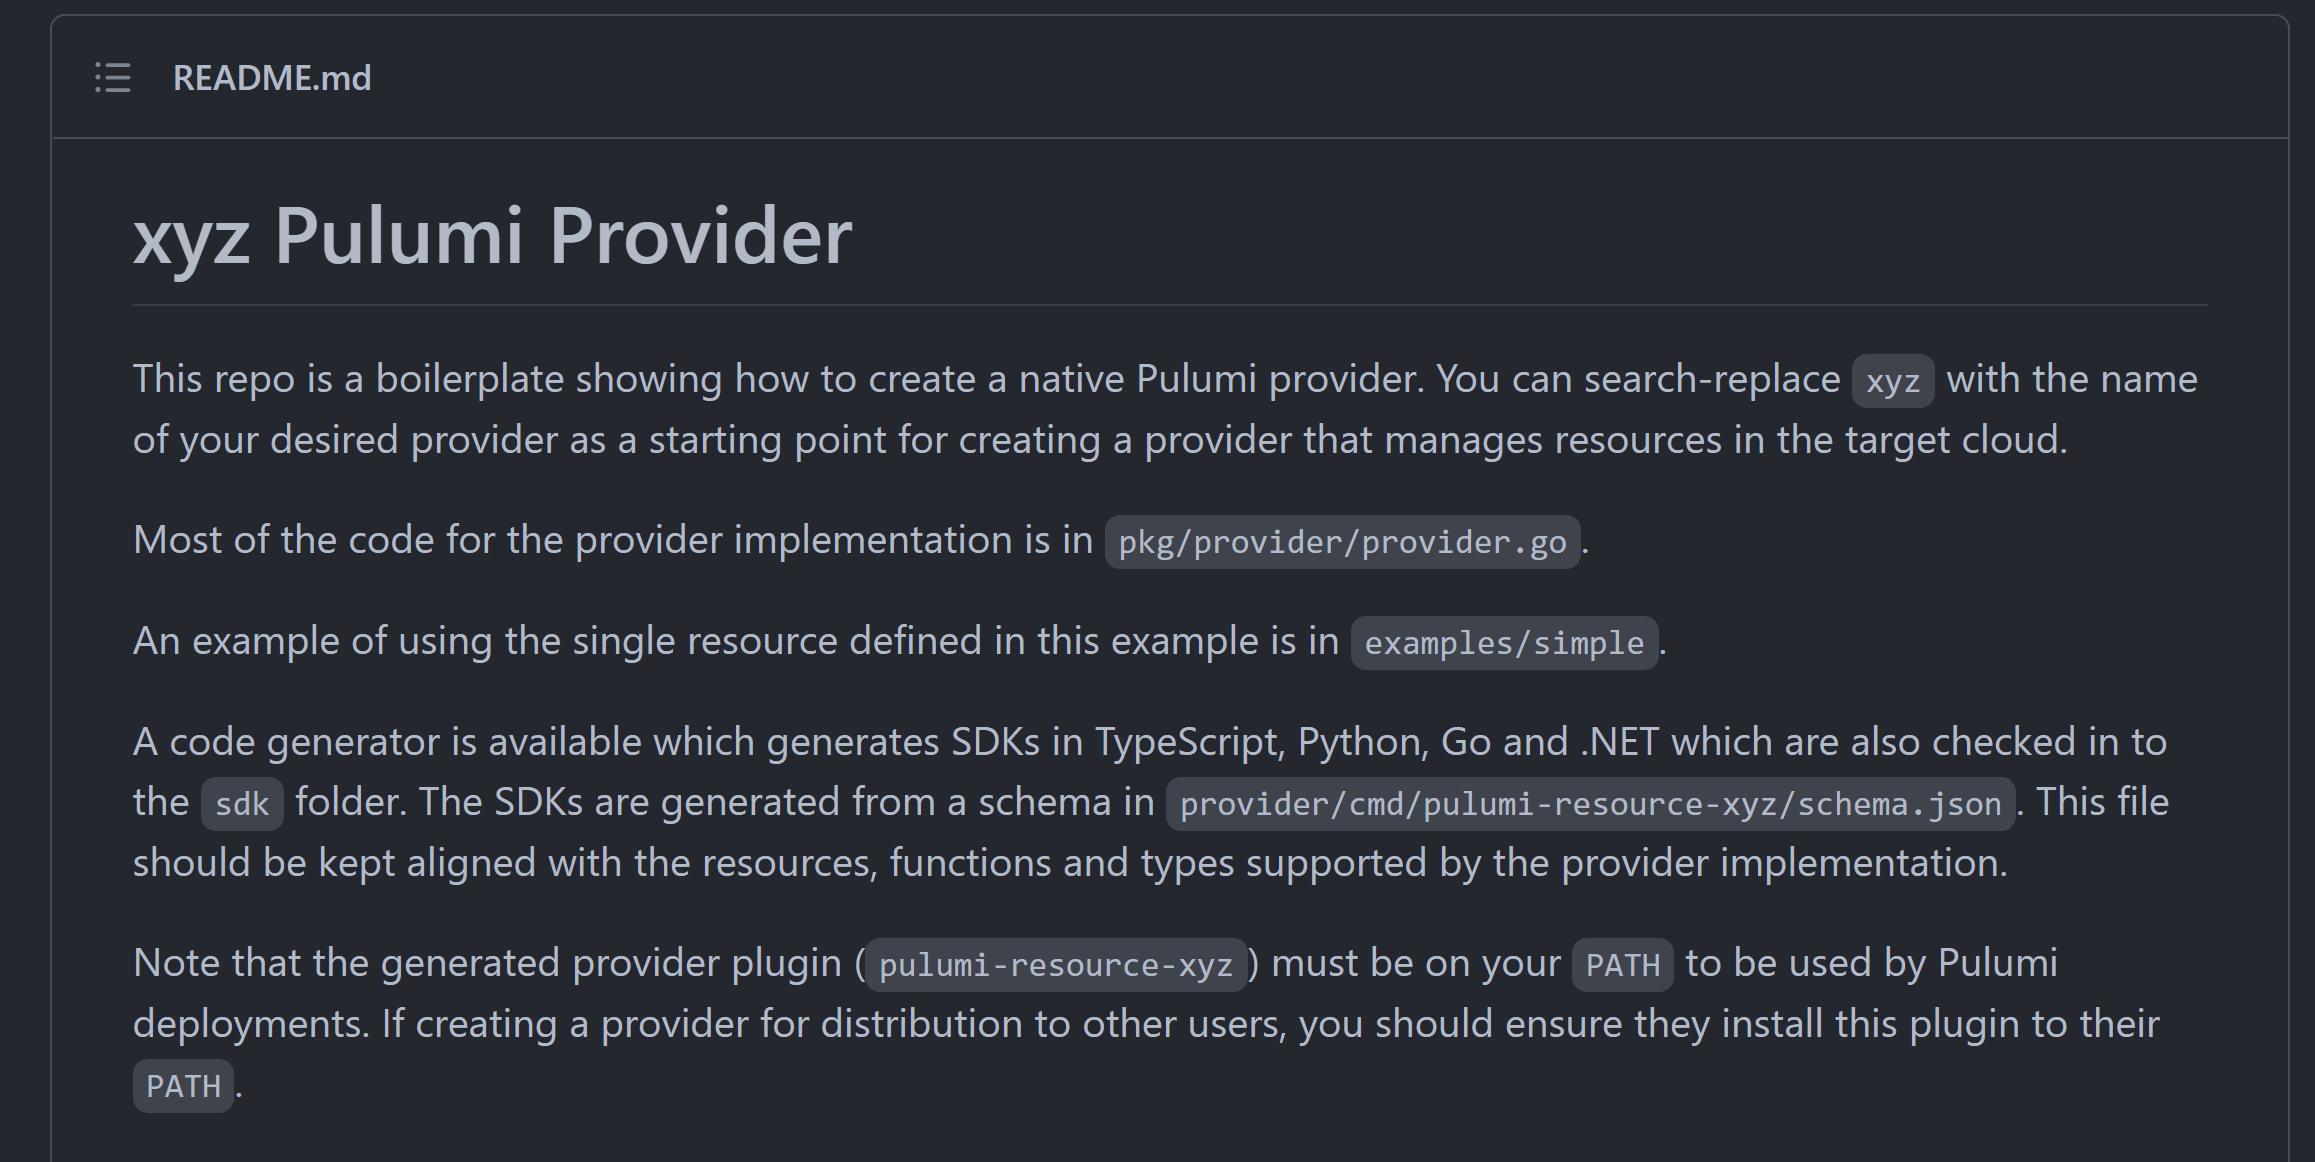 README.md
xyz Pulumi Provider
This repo is a boilerplate showing how to create a native Pulumi provider. You can search-replace xyz with the name
of your desired provider as a starting point for creating a provider that manages resources in the target cloud.
Most of the code for the provider implementation is in pkg/provider/provider.go.
An example of using the single resource defined in this example is in examples/simple.
A code generator is available which generates SDKs in TypeScript, Python, Go and .NET which are also checked in to
the sdk folder. The SDKs are generated from a schema in provider/cmd/pulumi-resource-xyz/schema.json. This file
should be kept aligned with the resources, functions and types supported by the provider implementation.
Note that the generated provider plugin (pulumi-resource-xyz) must be on your PATH to be used by Pulumi
deployments. If creating a provider for distribution to other users, you should ensure they install this plugin to their
PATH.